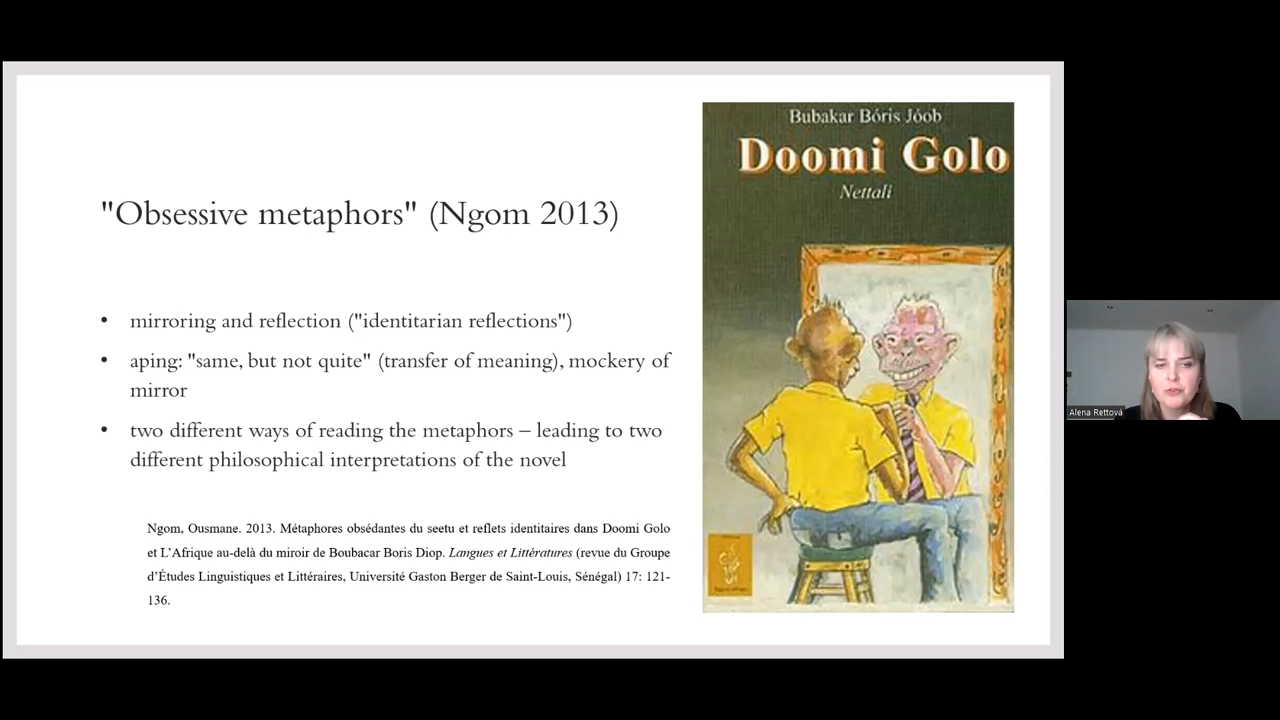 "Obsessive metaphors" (Ngom 2013)
• mirroring and reflection ("identitarian reflections")
• aping: "same, but not quite" (transfer of meaning), mockery of
mirror
• two different ways of reading the metaphors – leading to two
different philosophical interpretations of the novel
Ngom, Ousmane. 2013. Métaphores obsédantes du seetu et reflets identitaires dans Doomi Golo
et L'Afrique au-delà du miroir de Boubacar Boris Diop. Langues et Littératures (revue du Groupe
d'Études Linguistiques et Littéraires, Université Gaston Berger de Saint-Louis, Sénégal) 17: 121-
136.
Bubakar Bóris Jóob
Doomi Golo
Nettali
Alena Rettová